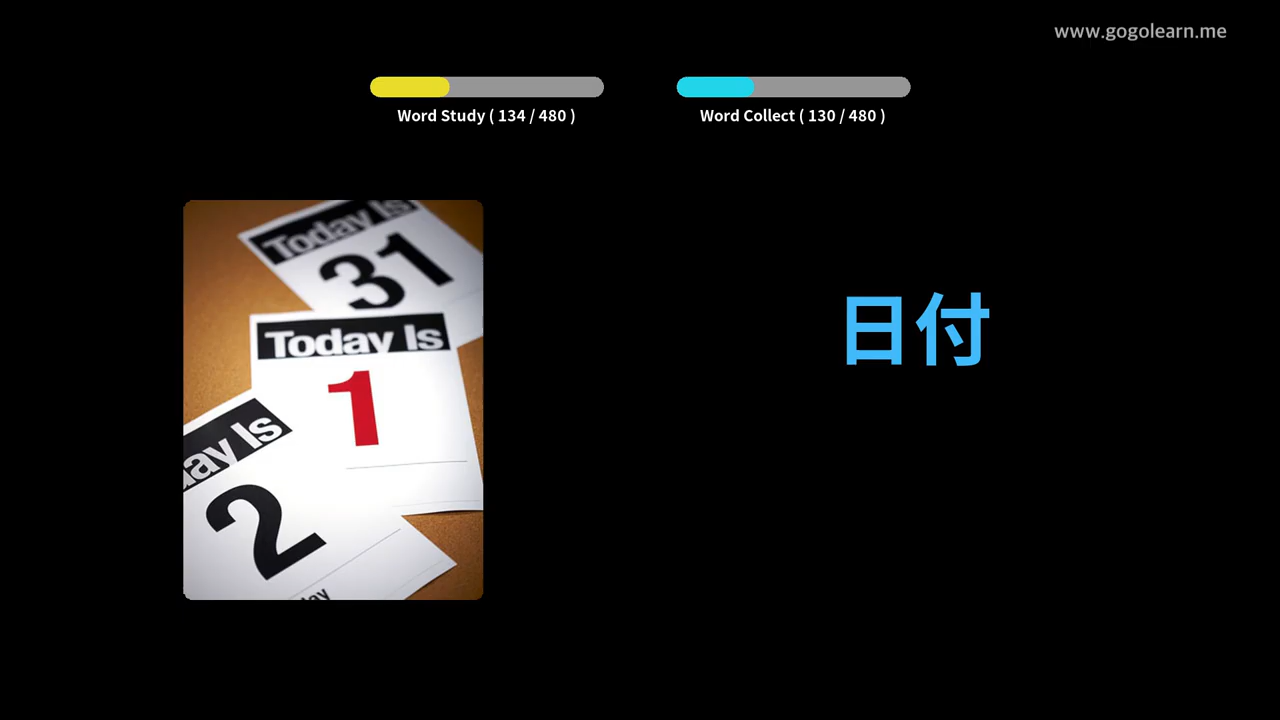 www.gogolearn.me
Word Study ( 134 / 480 )
Word Collect ( 130 / 480 )
Today Is
31
Today Is
1
ay Is
2
日付